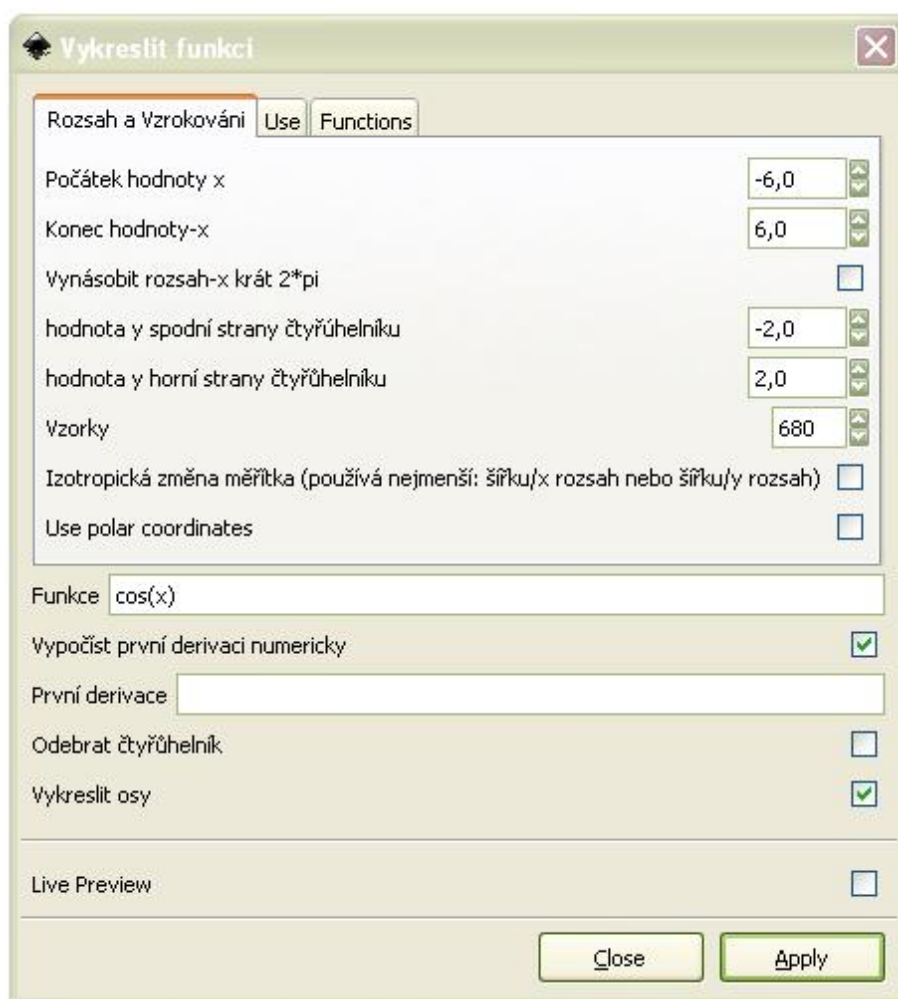 Vykreslit funkci
Rozsah a Vzrokováni Use Functions
Počátek hodnoty x -6,0
Konec hodnoty-x 6,0
Vynásobit rozsah-x krát 2*pi
hodnota y spodní strany čtyřúhelníku -2,0
hodnota y horní strany čtyřůhelníku 2,0
Vzorky 680
Izotropická změna měřítka (používá nejmenší: šířku/x rozsah nebo šířku/y rozsah)
Use polar coordinates
Funkce cos(x)
Vypočíst první derivaci numericky
První derivace
Odebrat čtyřůhelník
Vykreslit osy
Live Preview
Close Apply